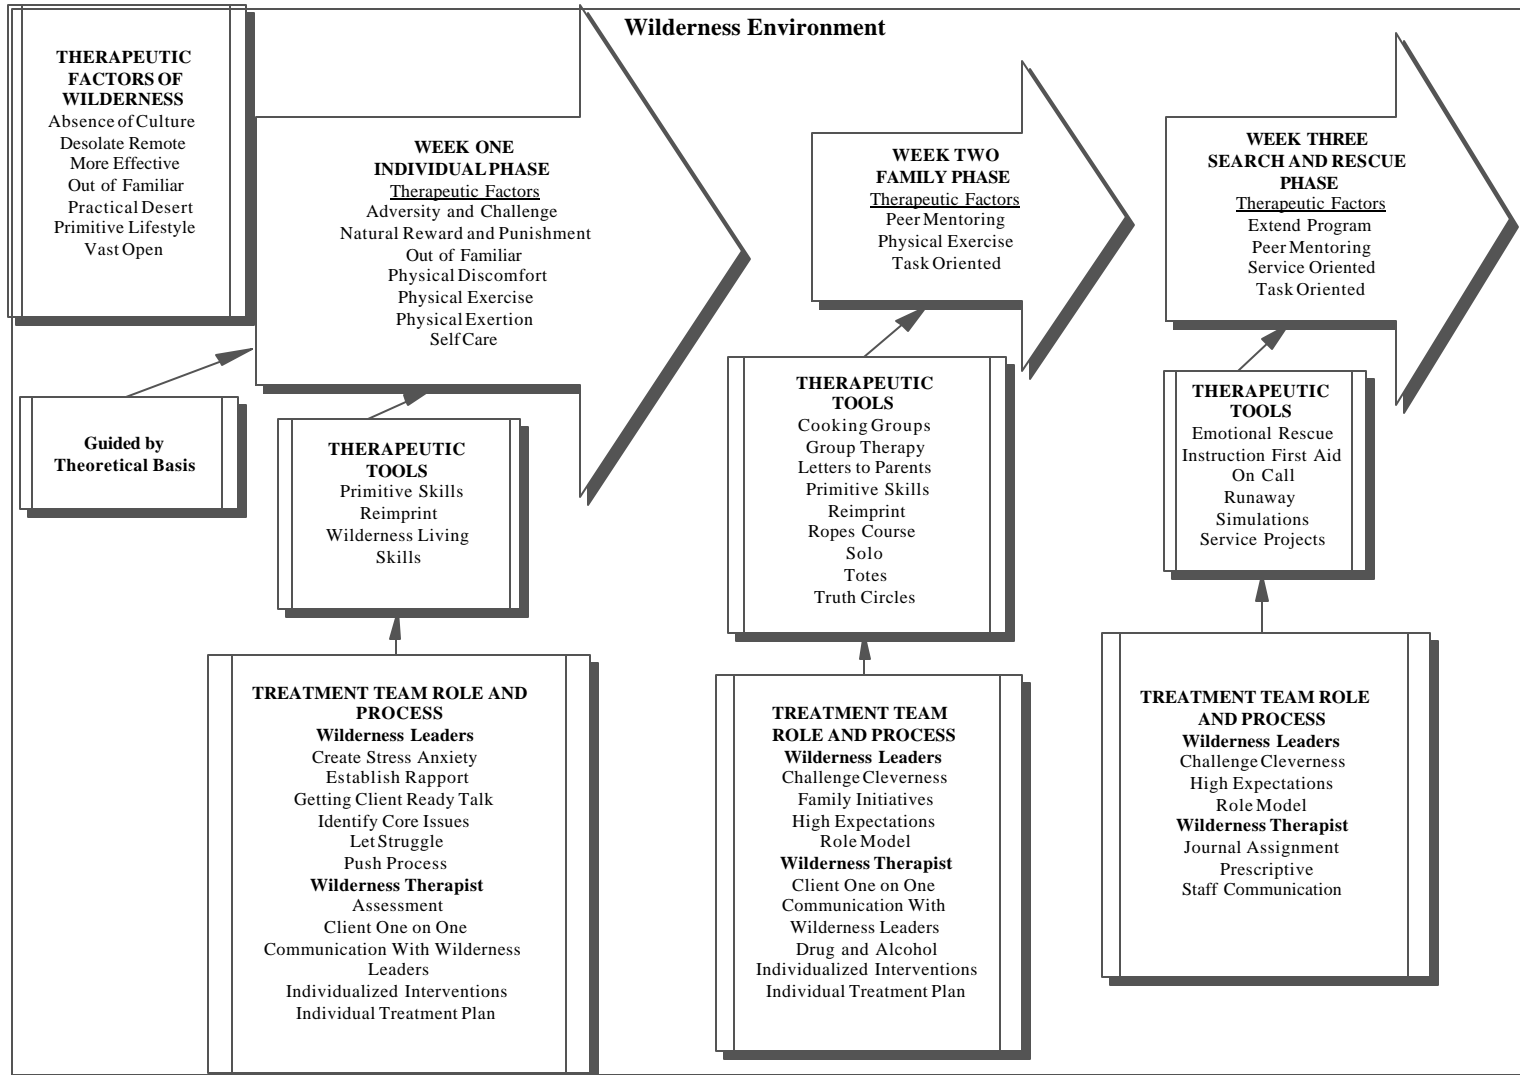 Wilderness Environment
THERAPEUTIC
FACTORS OF
WILDERNESS
Absence of Culture
Desolate Remote
More Effective
Out of Familiar
Practical Desert
Primitive Lifestyle
Vast Open
Guided by
Theoretical Basis
WEEK ONE
INDIVIDUAL PHASE
Therapeutic Factors
Adversity and Challenge
Natural Reward and Punishment
Out of Familiar
Physical Discomfort
Physical Exercise
Physical Exertion
Self Care
THERAPEUTIC
TOOLS
Primitive Skills
Reimprint
Wilderness Living
Skills
TREATMENT TEAM ROLE AND
PROCESS
Wilderness Leaders
Create Stress Anxiety
Establish Rapport
Getting Client Ready Talk
Identify Core Issues
Let Struggle
Push Process
Wilderness Therapist
Assessment
Client One on One
Communication With Wilderness
Leaders
Individualized Interventions
Individual Treatment Plan
WEEK TWO
FAMILY PHASE
Therapeutic Factors
Peer Mentoring
Physical Exercise
Task Oriented
THERAPEUTIC
TOOLS
Cooking Groups
Group Therapy
Letters to Parents
Primitive Skills
Reimprint
Ropes Course
Solo
Totes
Truth Circles
TREATMENT TEAM
ROLE AND PROCESS
Wilderness Leaders
Challenge Cleverness
Family Initiatives
High Expectations
Role Model
Wilderness Therapist
Client One on One
Communication With
Wilderness Leaders
Drug and Alcohol
Individualized Interventions
Individual Treatment Plan
WEEK THREE
SEARCH AND RESCUE
PHASE
Therapeutic Factors
Extend Program
Peer Mentoring
Service Oriented
Task Oriented
THERAPEUTIC
TOOLS
Emotional Rescue
Instruction First Aid
On Call
Runaway
Simulations
Service Projects
TREATMENT TEAM ROLE
AND PROCESS
Wilderness Leaders
Challenge Cleverness
High Expectations
Role Model
Wilderness Therapist
Journal Assignment
Prescriptive
Staff Communication